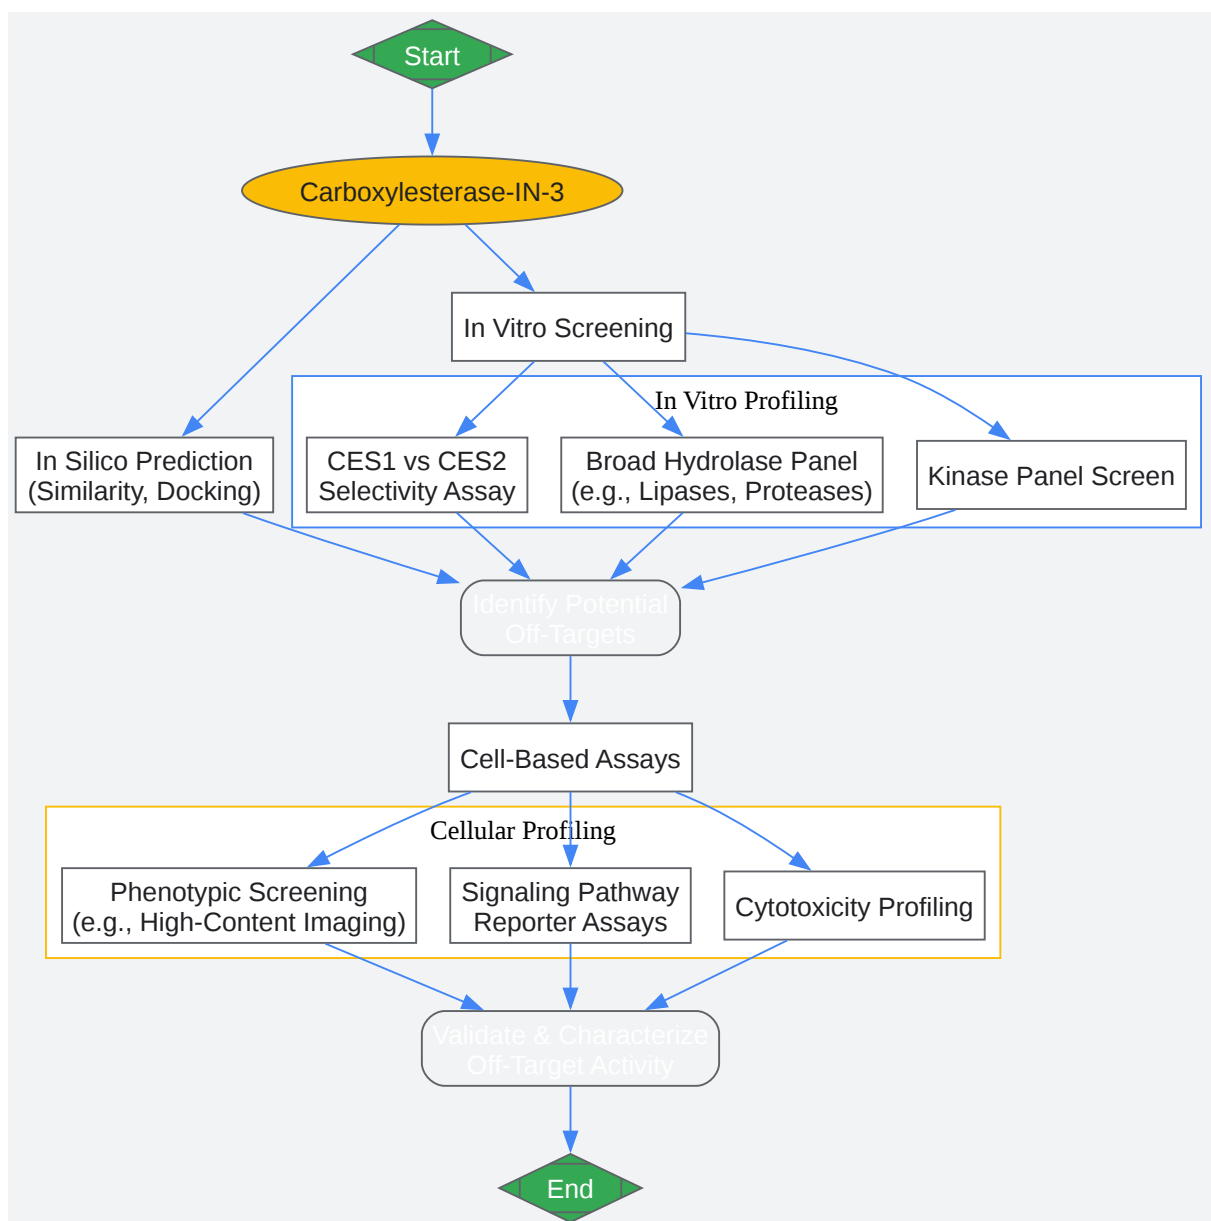 Start
Carboxylesterase-IN-3
In Vitro Screening
In Vitro Profiling
In Silico Prediction
(Similarity, Docking)
CES1 vs CES2
Selectivity Assay
Broad Hydrolase Panel
(e.g., Lipases, Proteases)
Kinase Panel Screen
Identify Potential
Off-Targets
Cell-Based Assays
Cellular Profiling
Phenotypic Screening
(e.g., High-Content Imaging)
Signaling Pathway
Reporter Assays
Cytotoxicity Profiling
Validate & Characterize
Off-Target Activity
End